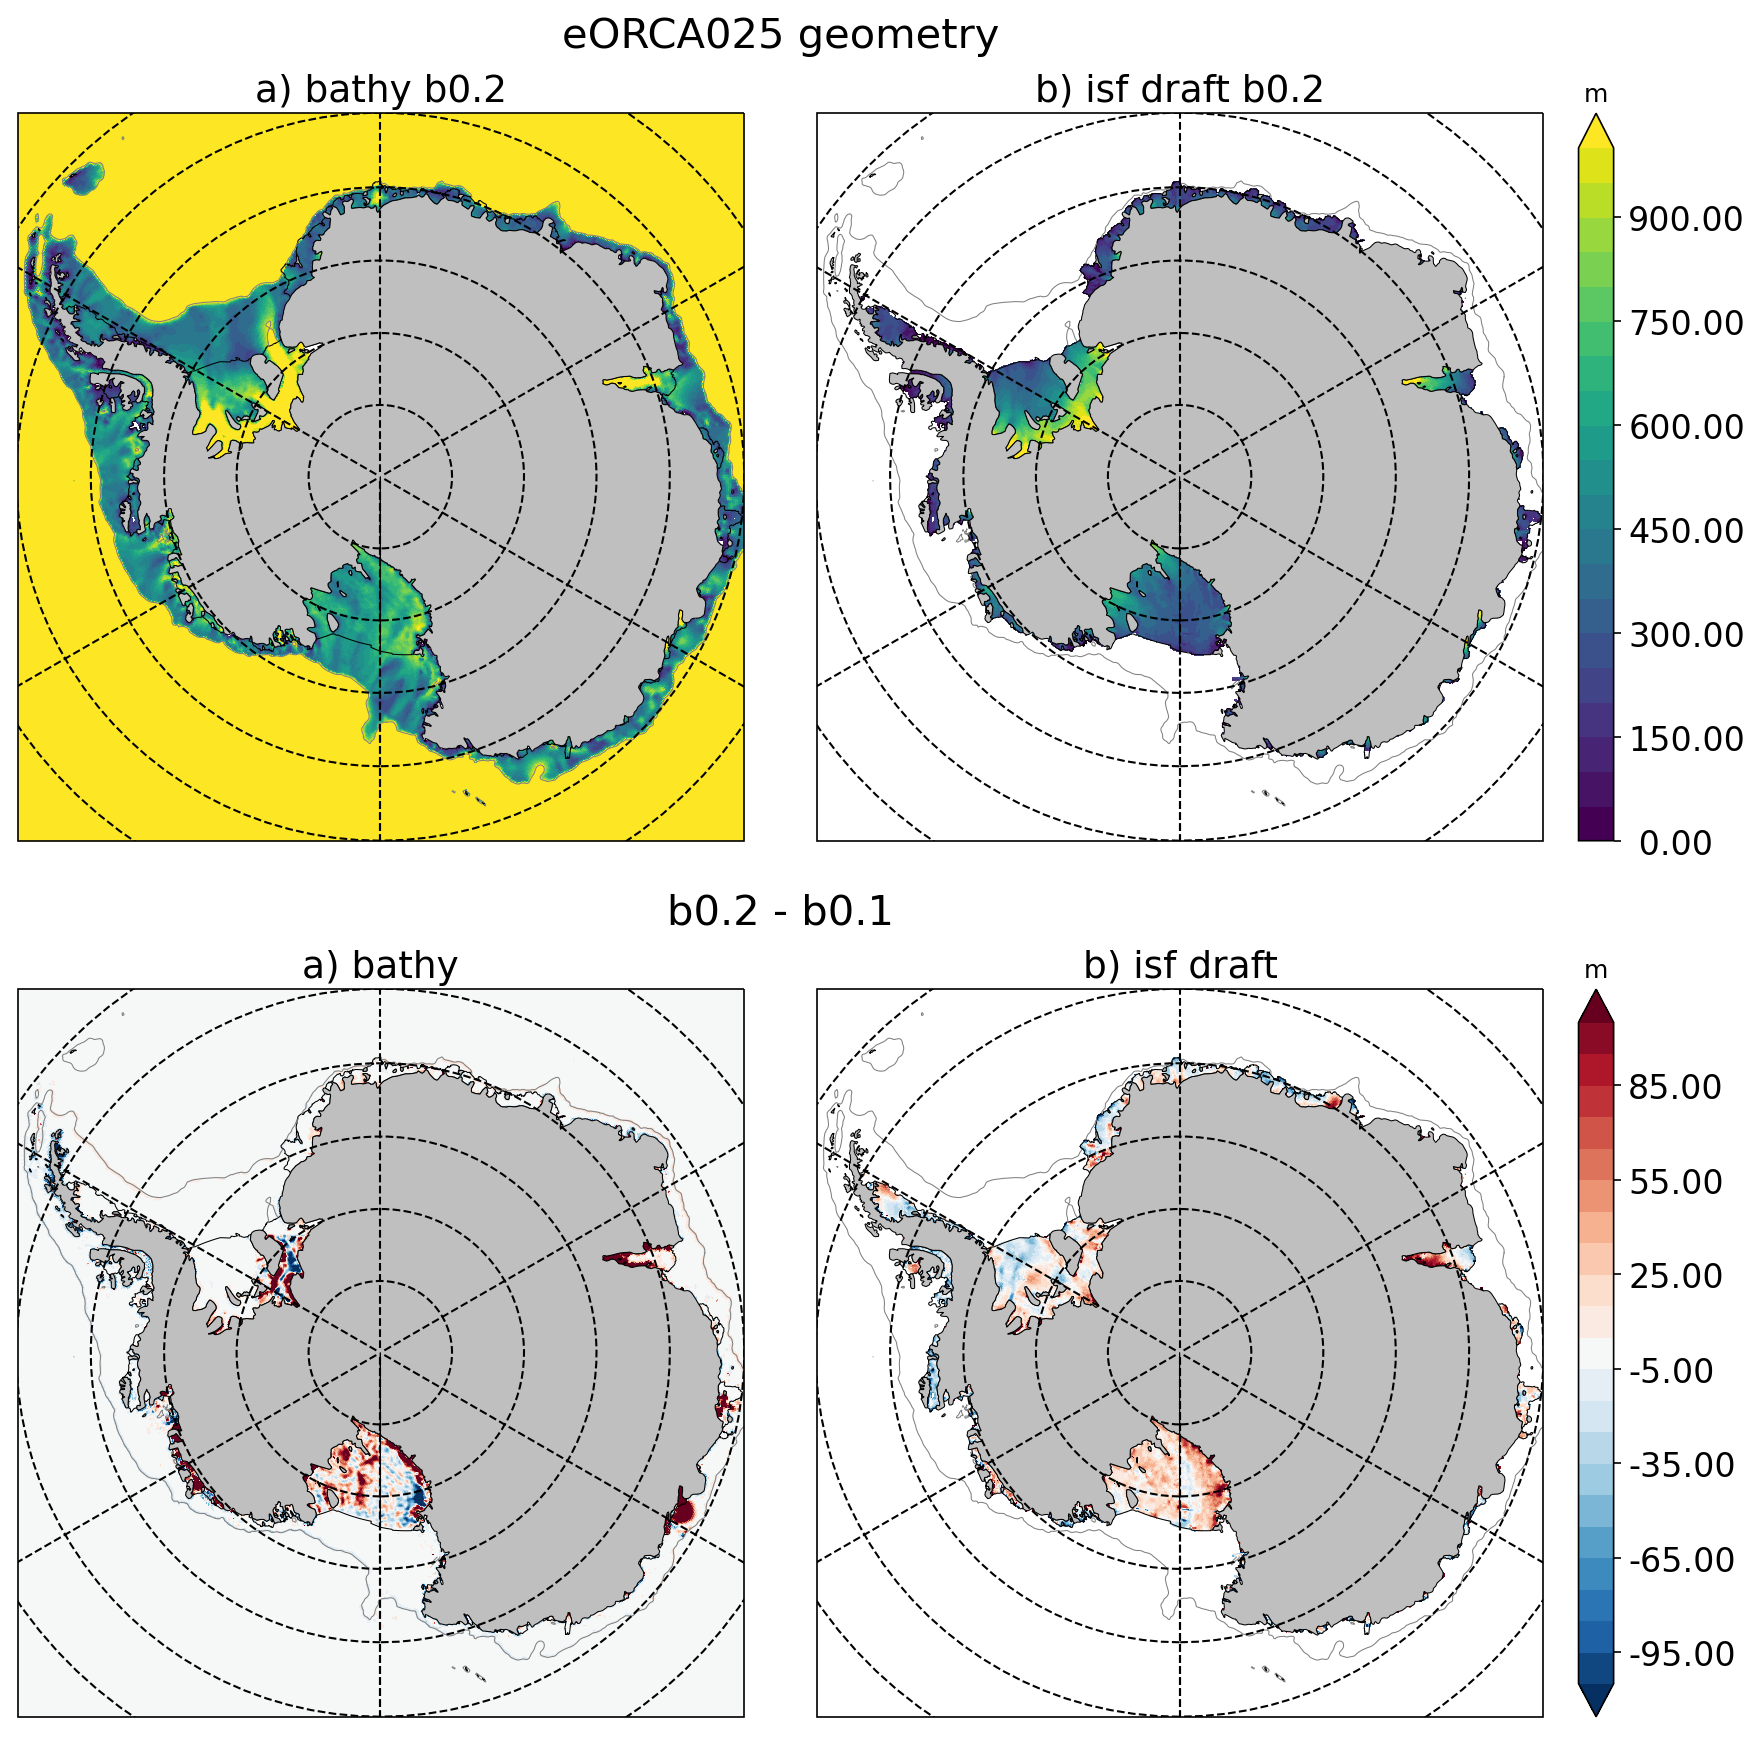 eORCA025 geometry
a) bathy b0.2
b) isf draft b0.2
m
900.00
750.00
600.00
450.00
300.00
150.00
0.00
b0.2 - b0.1
a) bathy
b) isf draft
m
85.00
55.00
25.00
-5.00
-35.00
-65.00
-95.00